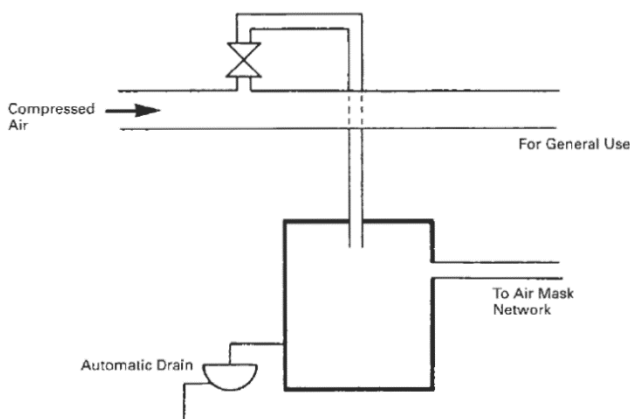 Compressed
Air
For General Use
To Air Mask
Network
Automatic Drain